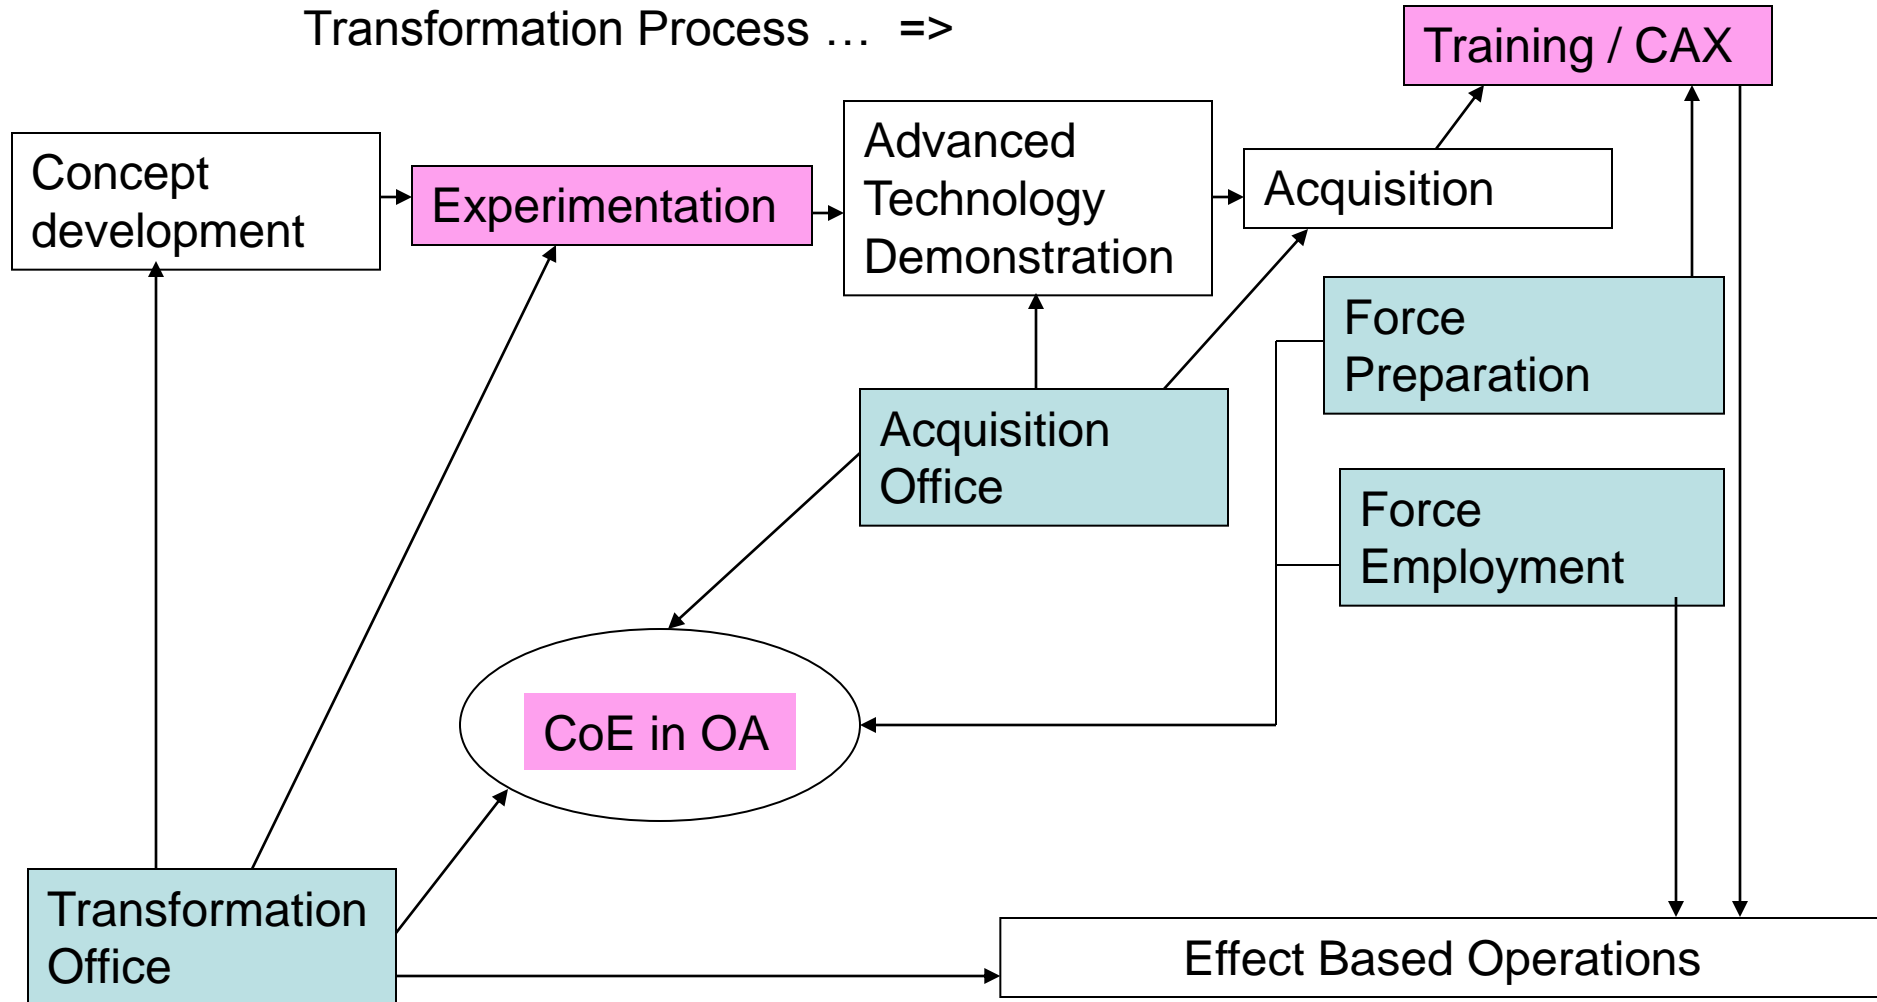 Transformation Process … =>
Training / CAX
Concept
development
Experimentation
Advanced
Technology
Demonstration
Acquisition
Force
Preparation
Acquisition
Office
Force
Employment
CoE in OA
Transformation
Office
Effect Based Operations